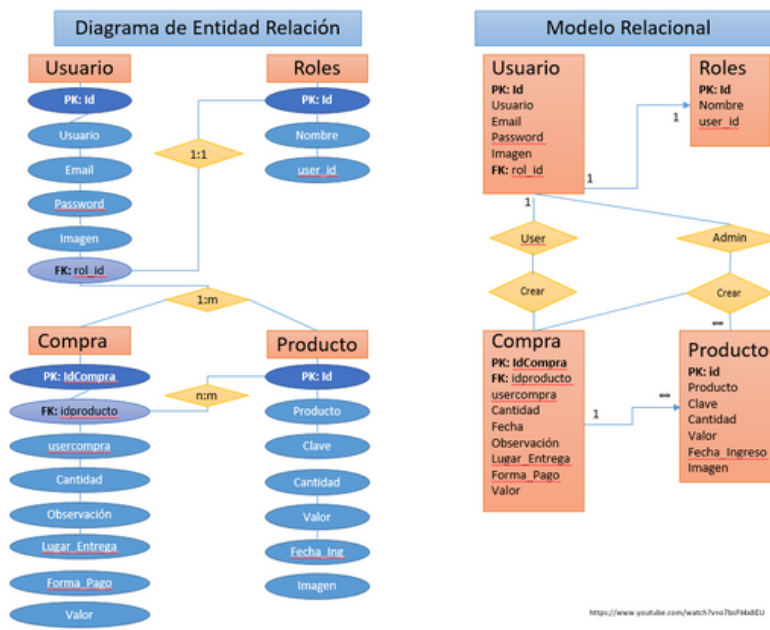 Diagrama de Entidad Relación
Usuario
PK: Id
Usuario
Email
Password
Imagen
FK: rol_id
1:1
Roles
PK: Id
Nombre
user_id
1:m
Compra
PK: IdCompra
FK: idproducto
usercompra
Cantidad
Observación
Lugar_Entrega
Forma_Pago
Valor
n:m
Producto
PK: Id
Producto
Clave
Cantidad
Valor
Fecha_Ing
Imagen
Modelo Relacional
Usuario
PK: Id
Usuario
Email
Password
Imagen
FK: rol_id
1
1
Roles
PK: Id
Nombre
user_id
1
User
Admin
Crear
Crear
∞
Compra
PK: IdCompra
FK: idproducto
usercompra
Cantidad
Fecha
Observación
Lugar_Entrega
Forma_Pago
Valor
1
∞
Producto
PK: id
Producto
Clave
Cantidad
Valor
Fecha_Ingreso
Imagen